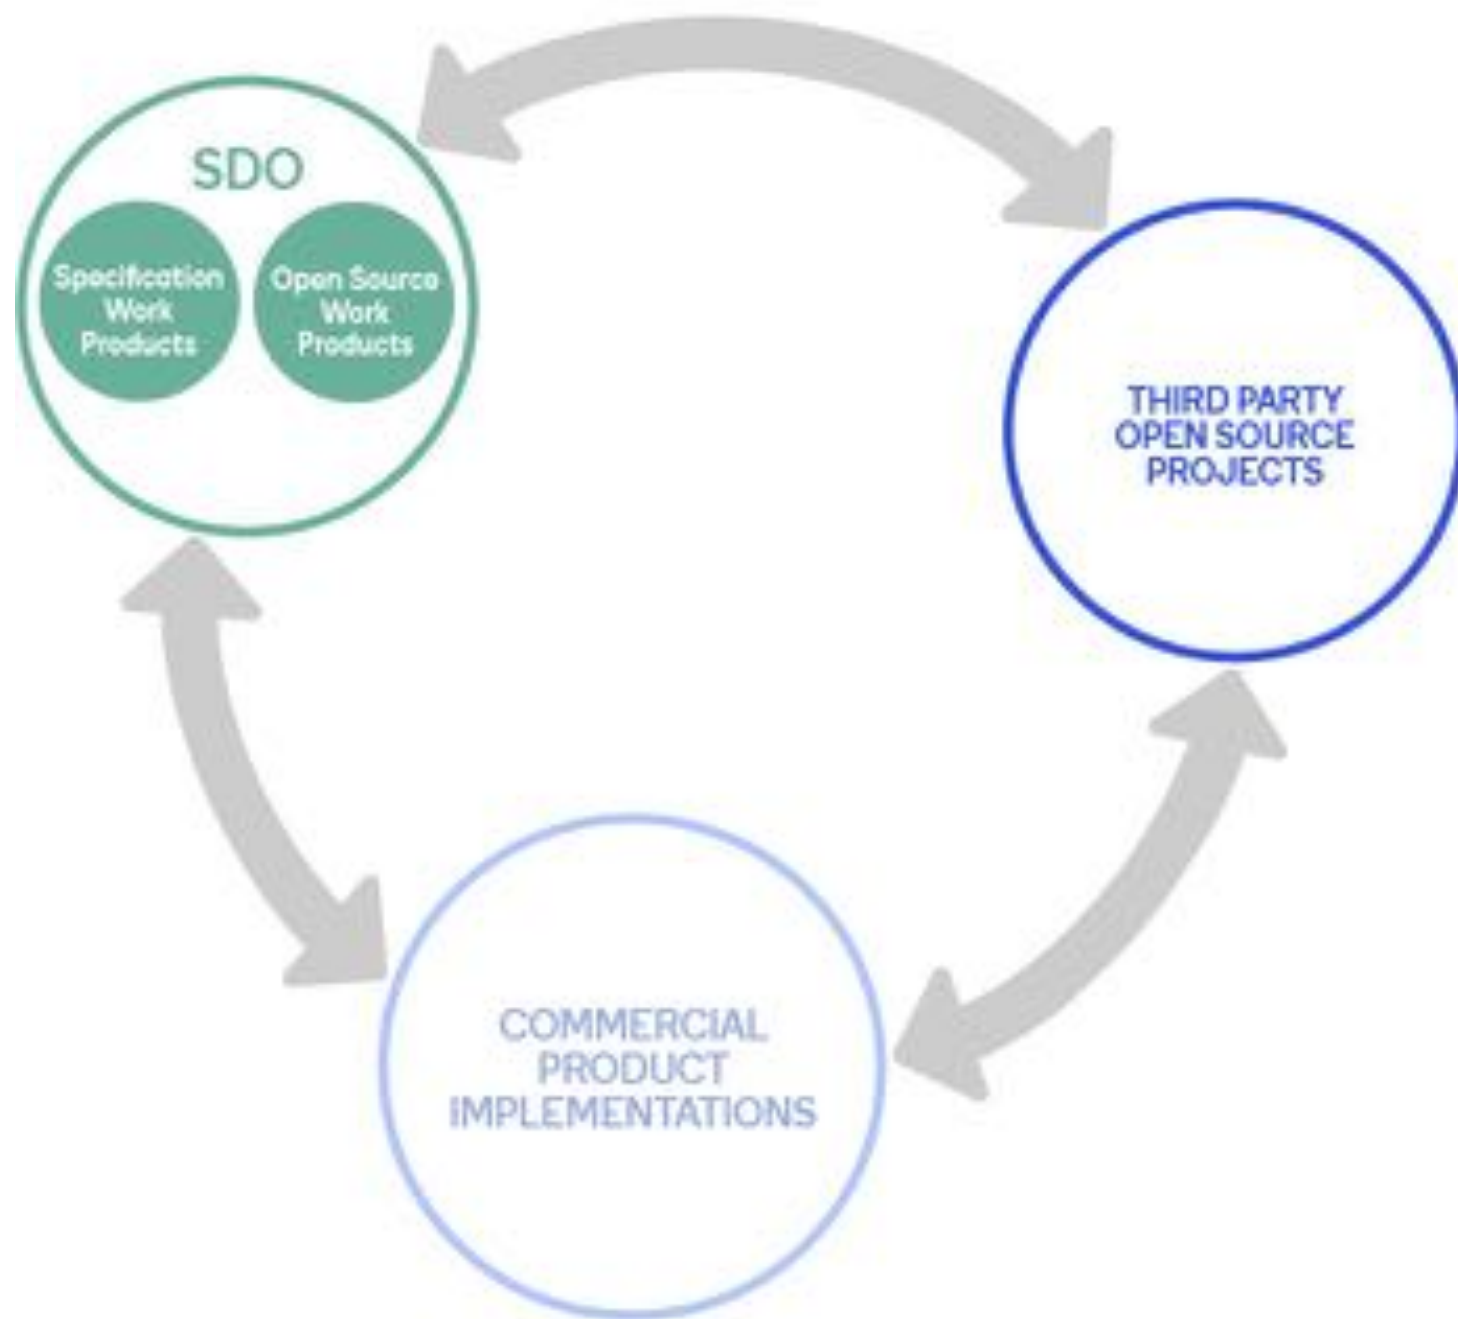 SDO
Specification
Work
Products
Open Source
Work
Products
THIRD PARTY
OPEN SOURCE
PROJECTS
COMMERCIAL
PRODUCT
IMPLEMENTATIONS